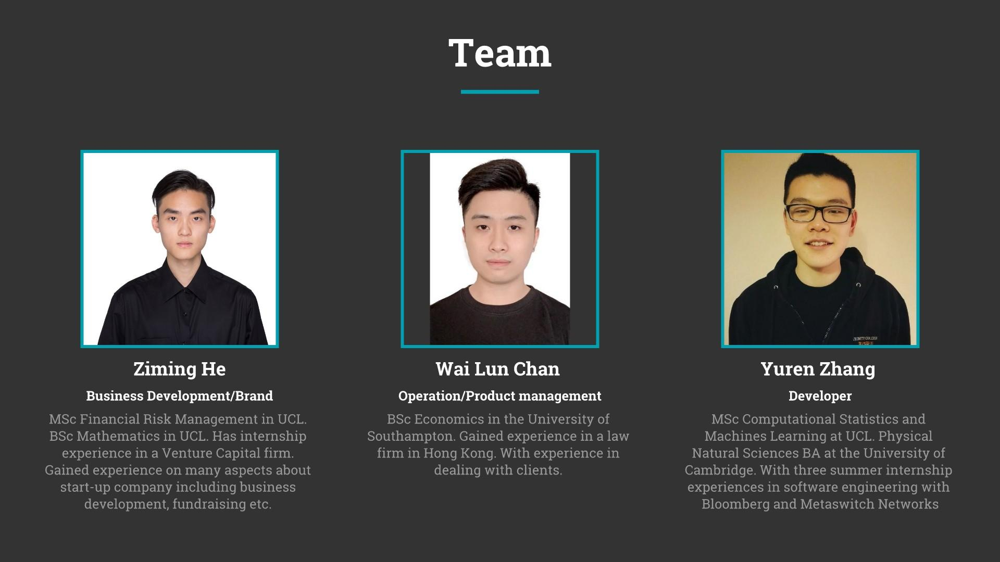 Team
Ziming He
Business Development/Brand
MSc Financial Risk Management in UCL.
BSc Mathematics in UCL. Has internship
experience in a Venture Capital firm.
Gained experience on many aspects about
start-up company including business
development, fundraising etc.
Wai Lun Chan
Operation/Product management
BSc Economics in the University of
Southampton. Gained experience in a law
firm in Hong Kong. With experience in
dealing with clients.
TRINITY COLLEGE
Yuren Zhang
Developer
MSc Computational Statistics and
Machines Learning at UCL. Physical
Natural Sciences BA at the University of
Cambridge. With three summer internship
experiences in software engineering with
Bloomberg and Metaswitch Networks